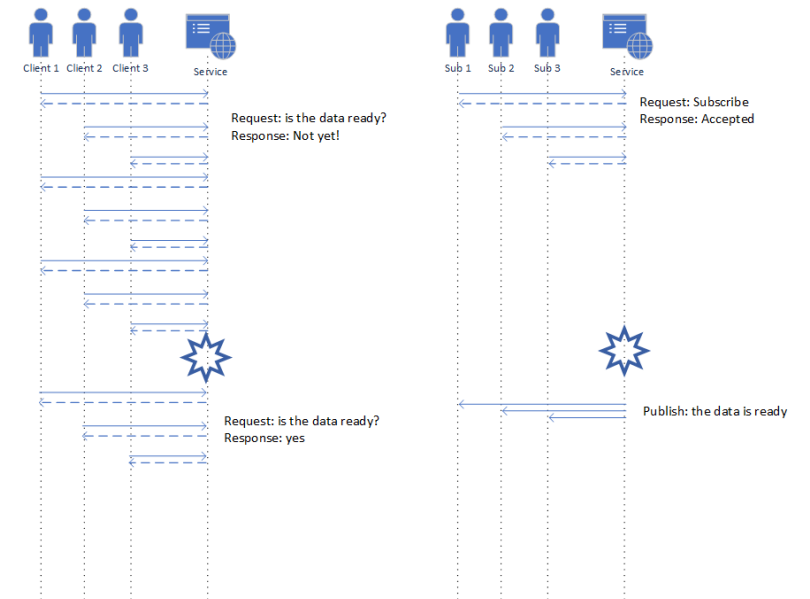 Client 1 Client 2 Client 3 Service
Request: is the data ready?
Response: Not yet!
Request: is the data ready?
Response: yes
Sub 1 Sub 2 Sub 3 Service
Request: Subscribe
Response: Accepted
Publish: the data is ready